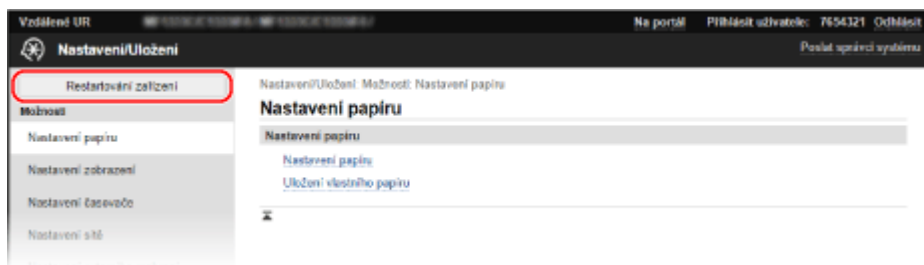 Vzdálené UR
Na portál Přihlásit uživatele: 7654321 Odhlásit
Nastavení/Uložení
Poslat správci systému
Restartování zařízení
Možnosti
Nastavení papíru
Nastavení zobrazení
Nastavení časovače
Nastavení sítě
Nastavení/Uložení: Možnosti: Nastavení papíru
Nastavení papíru
Nastavení papíru
Nastavení papíru
Uložení vlastního papíru